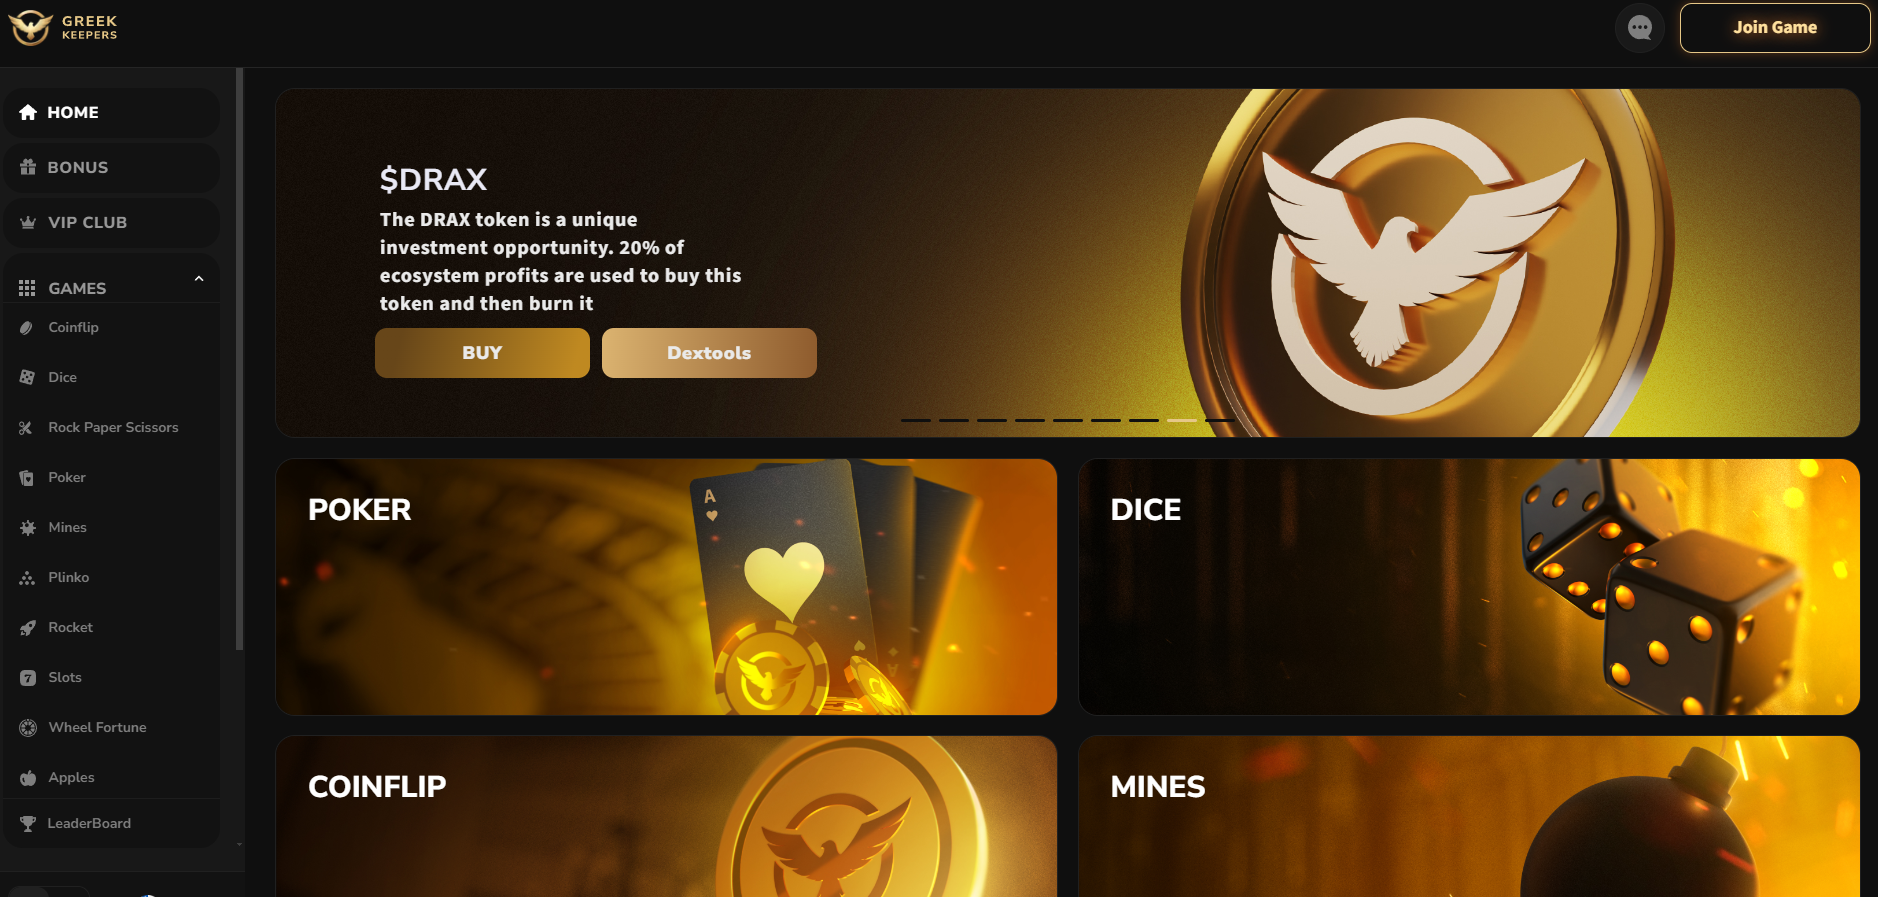 GREEK
KEEPERS
Join Game
HOME
BONUS
VIP CLUB
GAMES
Coinflip
Dice
Rock Paper Scissors
Poker
Mines
Plinko
Rocket
7
Slots
Wheel Fortune
Apples
LeaderBoard
$DRAX
The DRAX token is a unique
investment opportunity. 20% of
ecosystem profits are used to buy this
token and then burn it
BUY
Dextools
POKER
A
A
DICE
COINFLIP
MINES